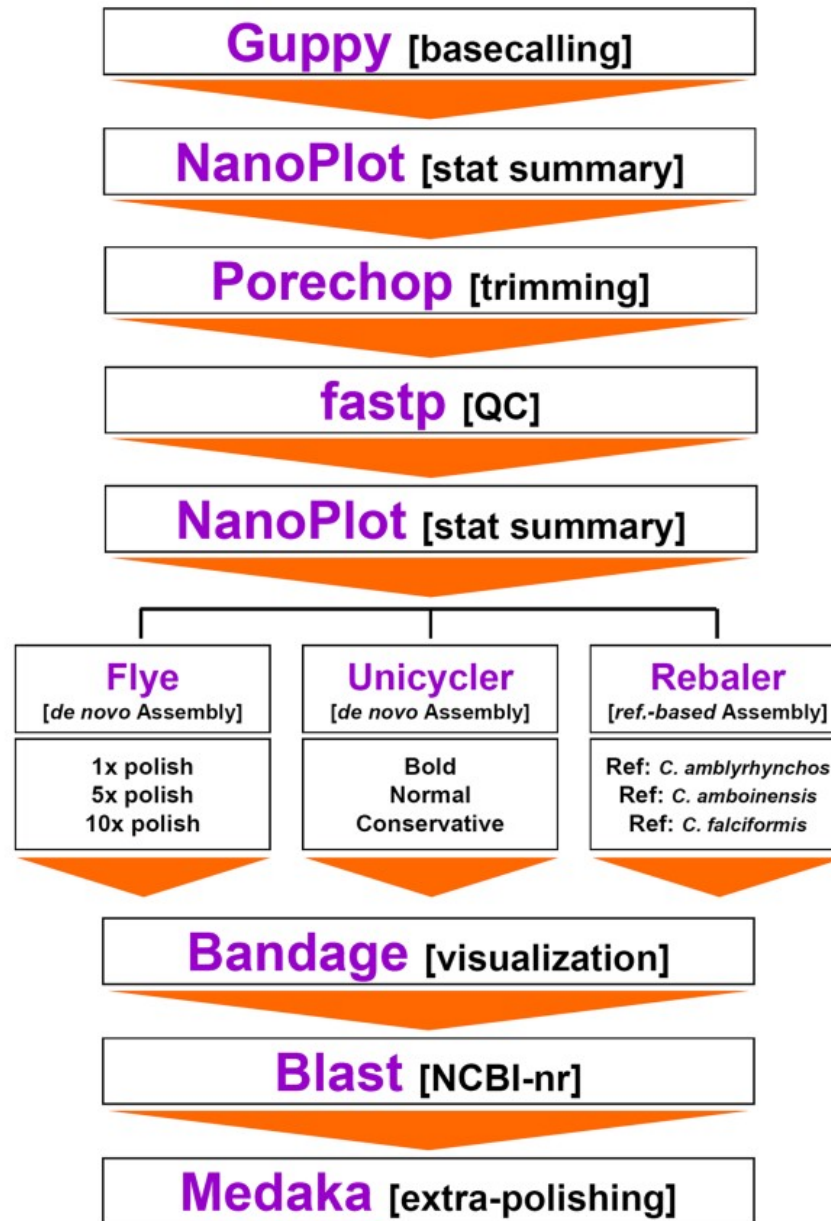 Guppy [basecalling]
NanoPlot [stat summary]
Porechop [trimming]
fastp [QC]
NanoPlot [stat summary]
Flye
[de novo Assembly]
1x polish
5x polish
10x polish
Unicycler
[de novo Assembly]
Bold
Normal
Conservative
Rebaler
[ref.-based Assembly]
Ref: C. amblyrhynchos
Ref: C. amboinensis
Ref: C. falciformis
Bandage [visualization]
Blast [NCBI-nr]
Medaka [extra-polishing]